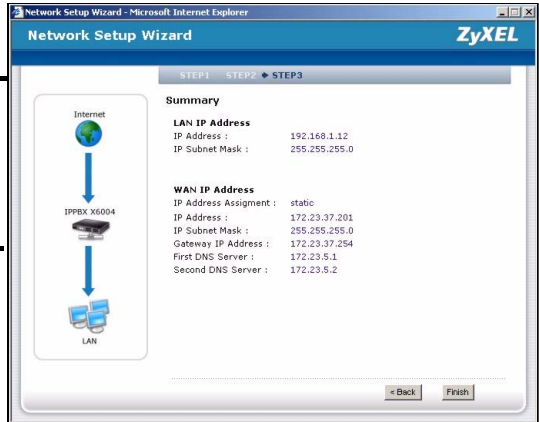 Network Setup Wizard - Microsoft Internet Explorer
Network Setup Wizard
ZyXEL
STEP1 STEP2 STEP3
Internet
IPPBX X6004
LAN
Summary
LAN IP Address
IP Address : 192.168.1.12
IP Subnet Mask : 255.255.255.0
WAN IP Address
IP Address Assigment : static
IP Address : 172.23.37.201
IP Subnet Mask : 255.255.255.0
Gateway IP Address : 172.23.37.254
First DNS Server : 172.23.5.1
Second DNS Server : 172.23.5.2
< Back Finish